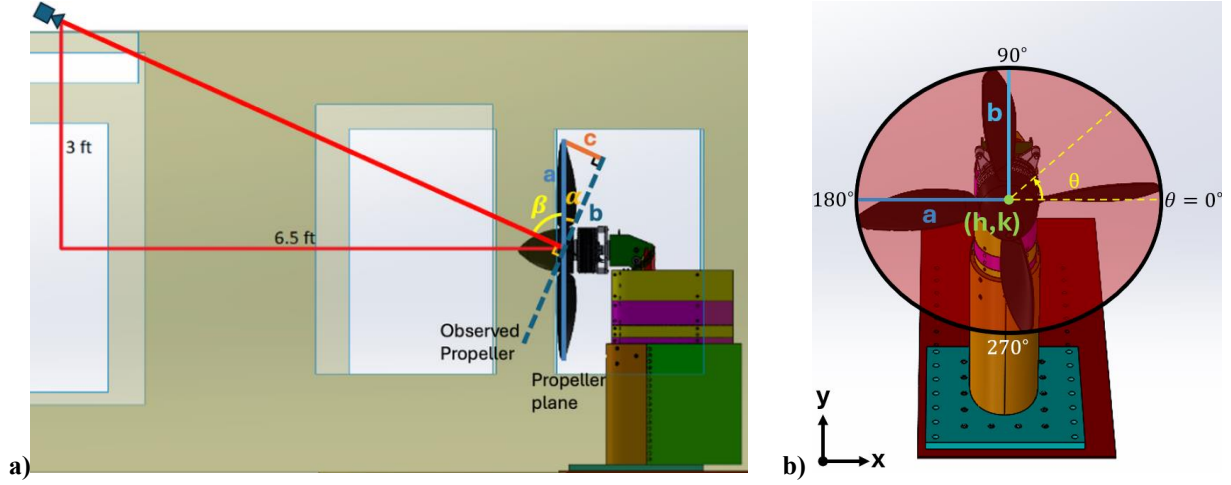 3 ft
6.5 ft
a
c
β
α
b
Observed
Propeller
Propeller
plane
a)
90°
b
θ
180°
θ = 0°
a
(h,k)
270°
y
x
b)